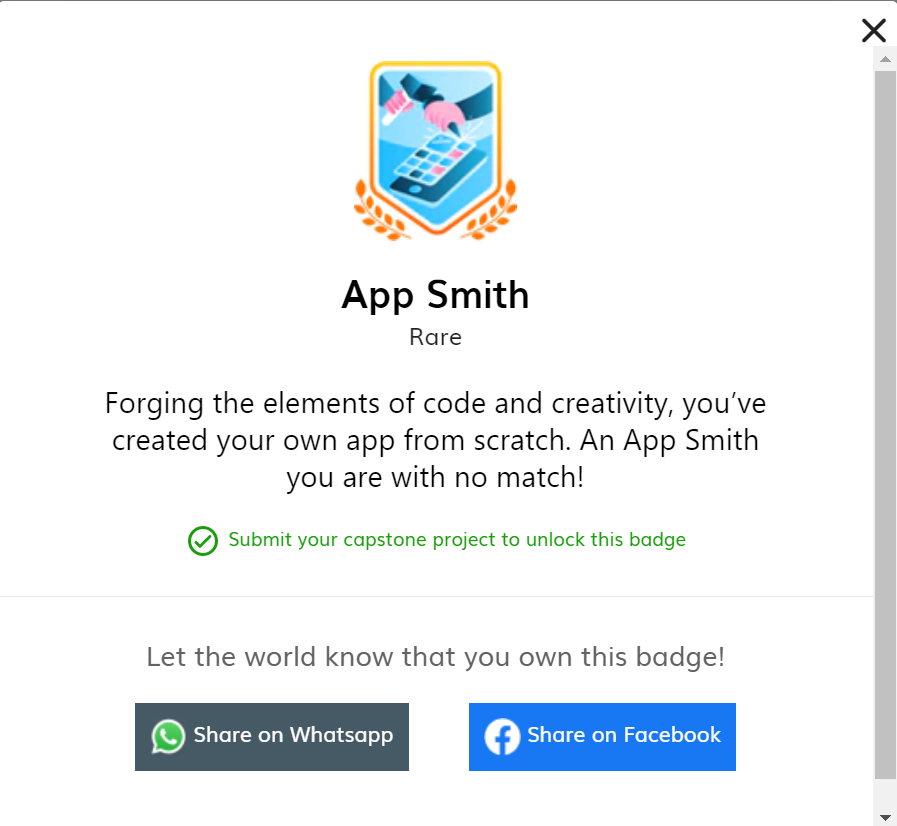 App Smith
Rare
Forging the elements of code and creativity, you’ve
created your own app from scratch. An App Smith
you are with no match!
Submit your capstone project to unlock this badge
Let the world know that you own this badge!
Share on Whatsapp
Share on Facebook